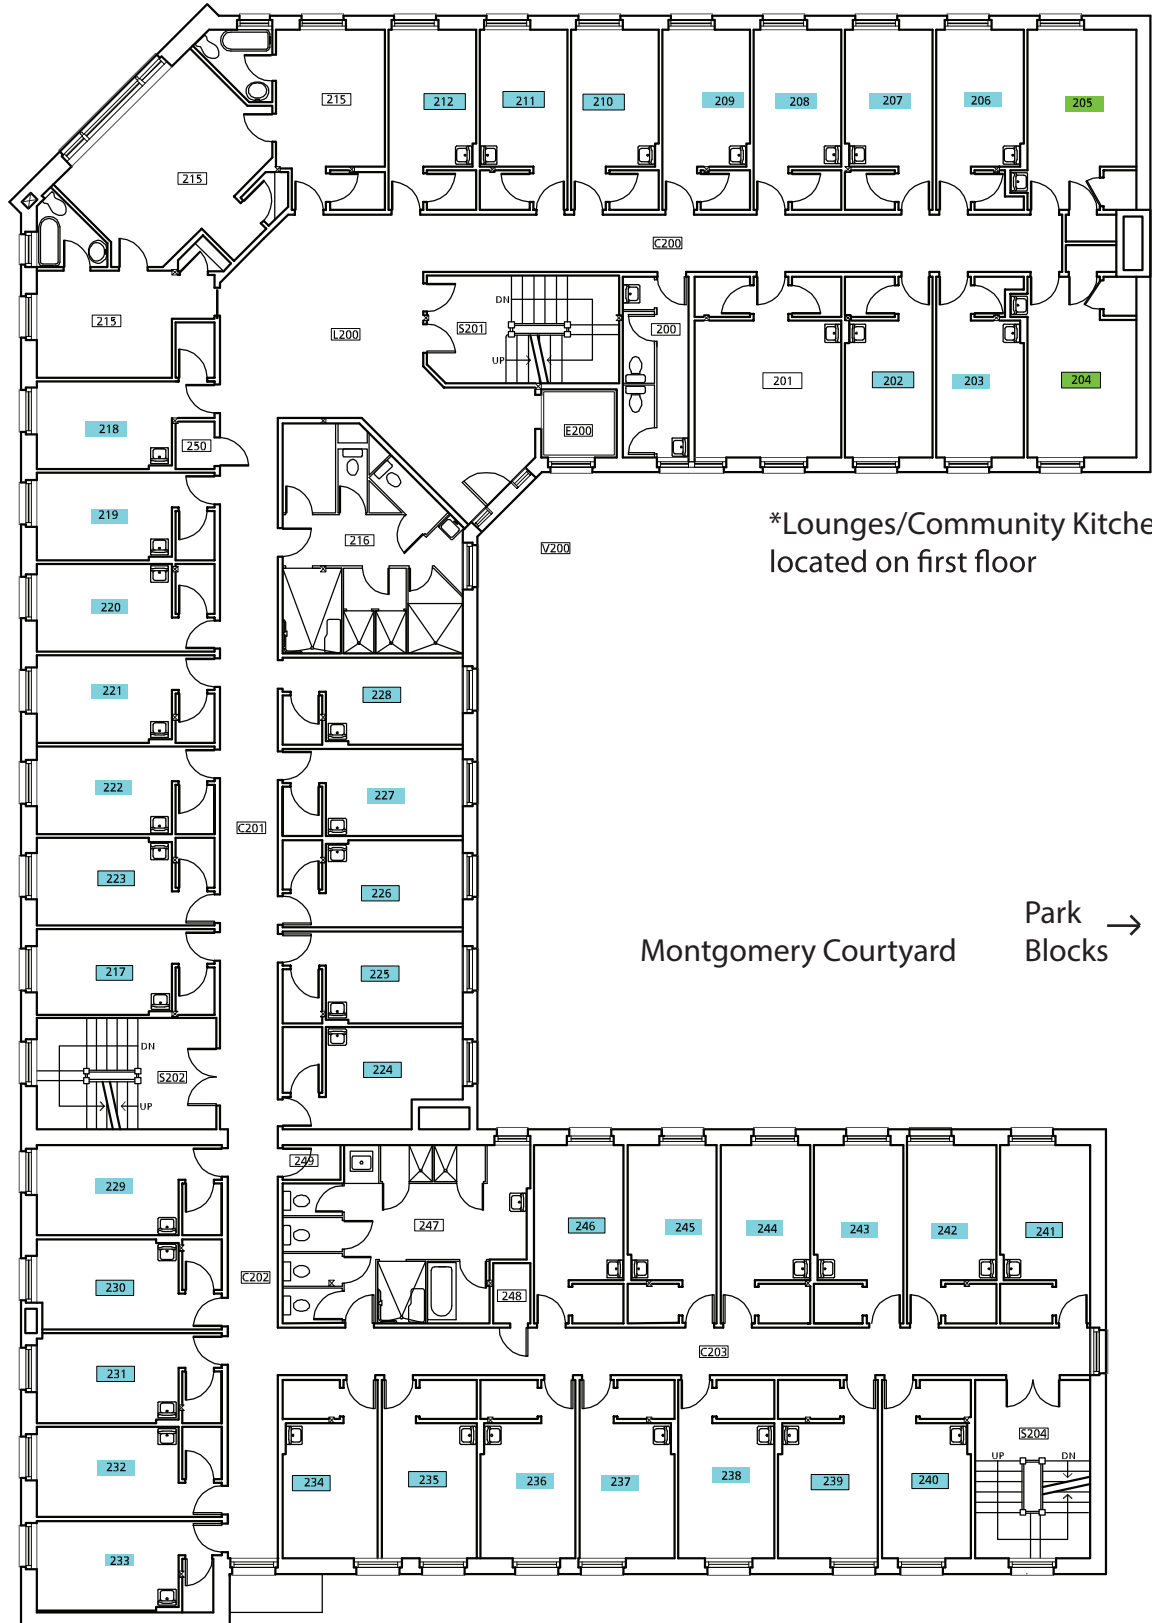 215
212
211
210
209
208
207
206
205
215
C200
215
L200
DN
S201
UP
200
201
202
203
204
218
250
E200
219
216
V200
*Lounges/Community Kitche
located on first floor
220
221
228
222
227
C201
223
226
217
225
Park
Blocks →
Montgomery Courtyard
DN
S202
UP
224
249
229
247
246
245
244
243
242
241
230
C202
248
C203
231
S204
UP
DN
232
234
235
236
237
238
239
240
233